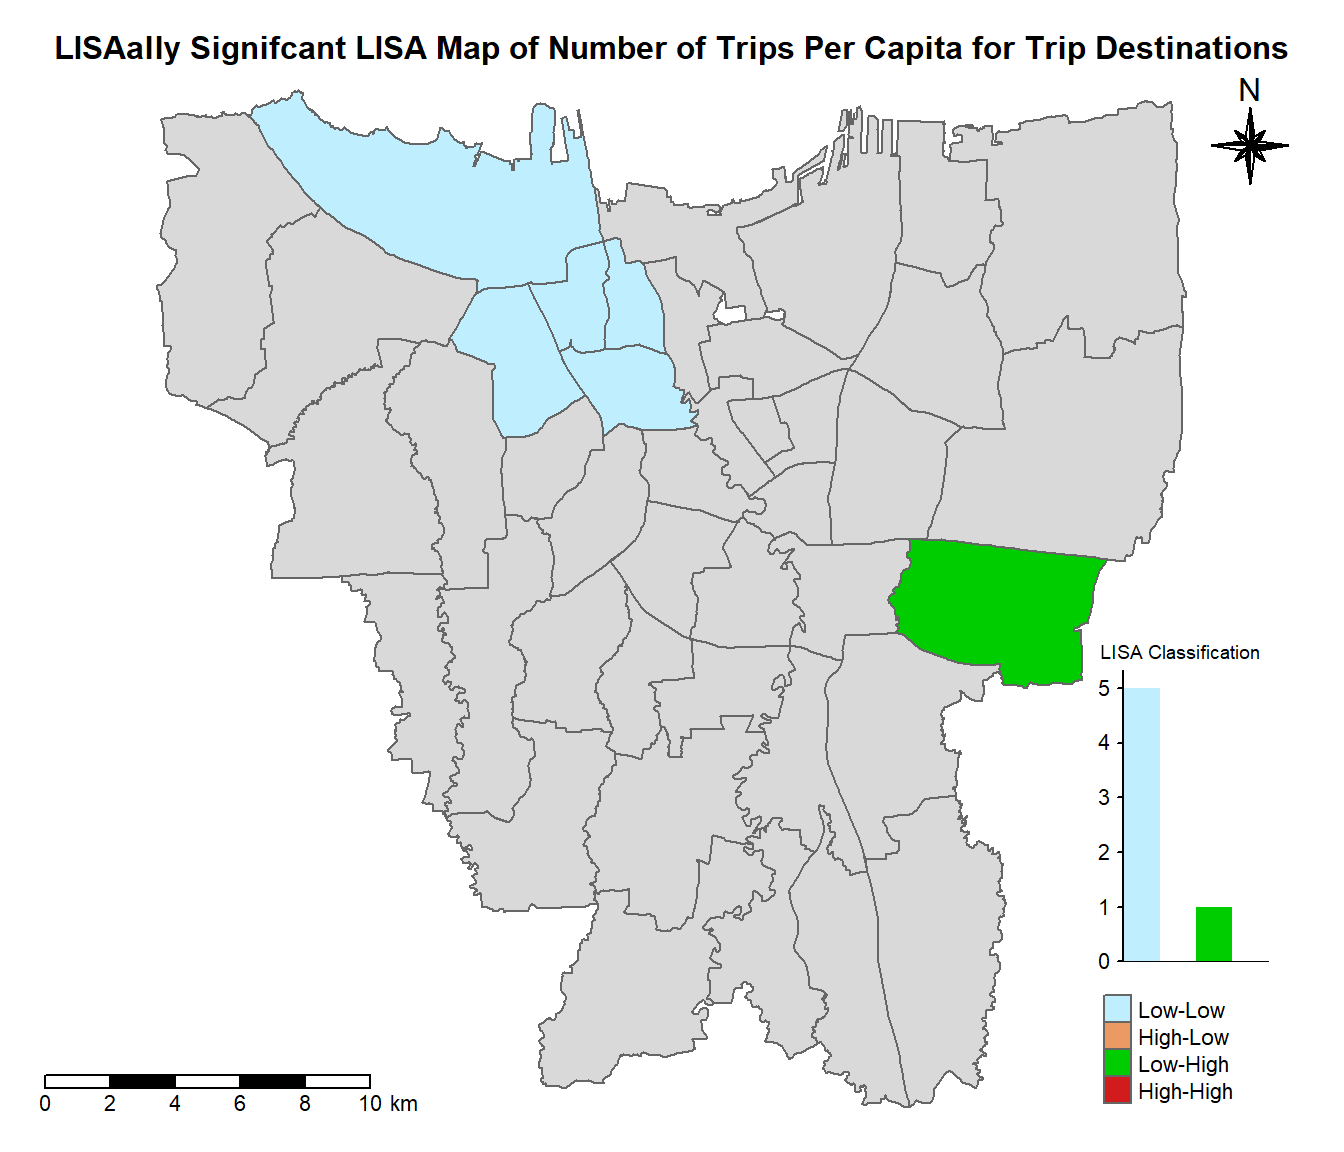 LISAally Signifcant LISA Map of Number of Trips Per Capita for Trip Destinations
N
LISA Classification
5
4
3
2
1
0
Low-Low
High-Low
Low-High
High-High
0 2 4 6 8 10 km